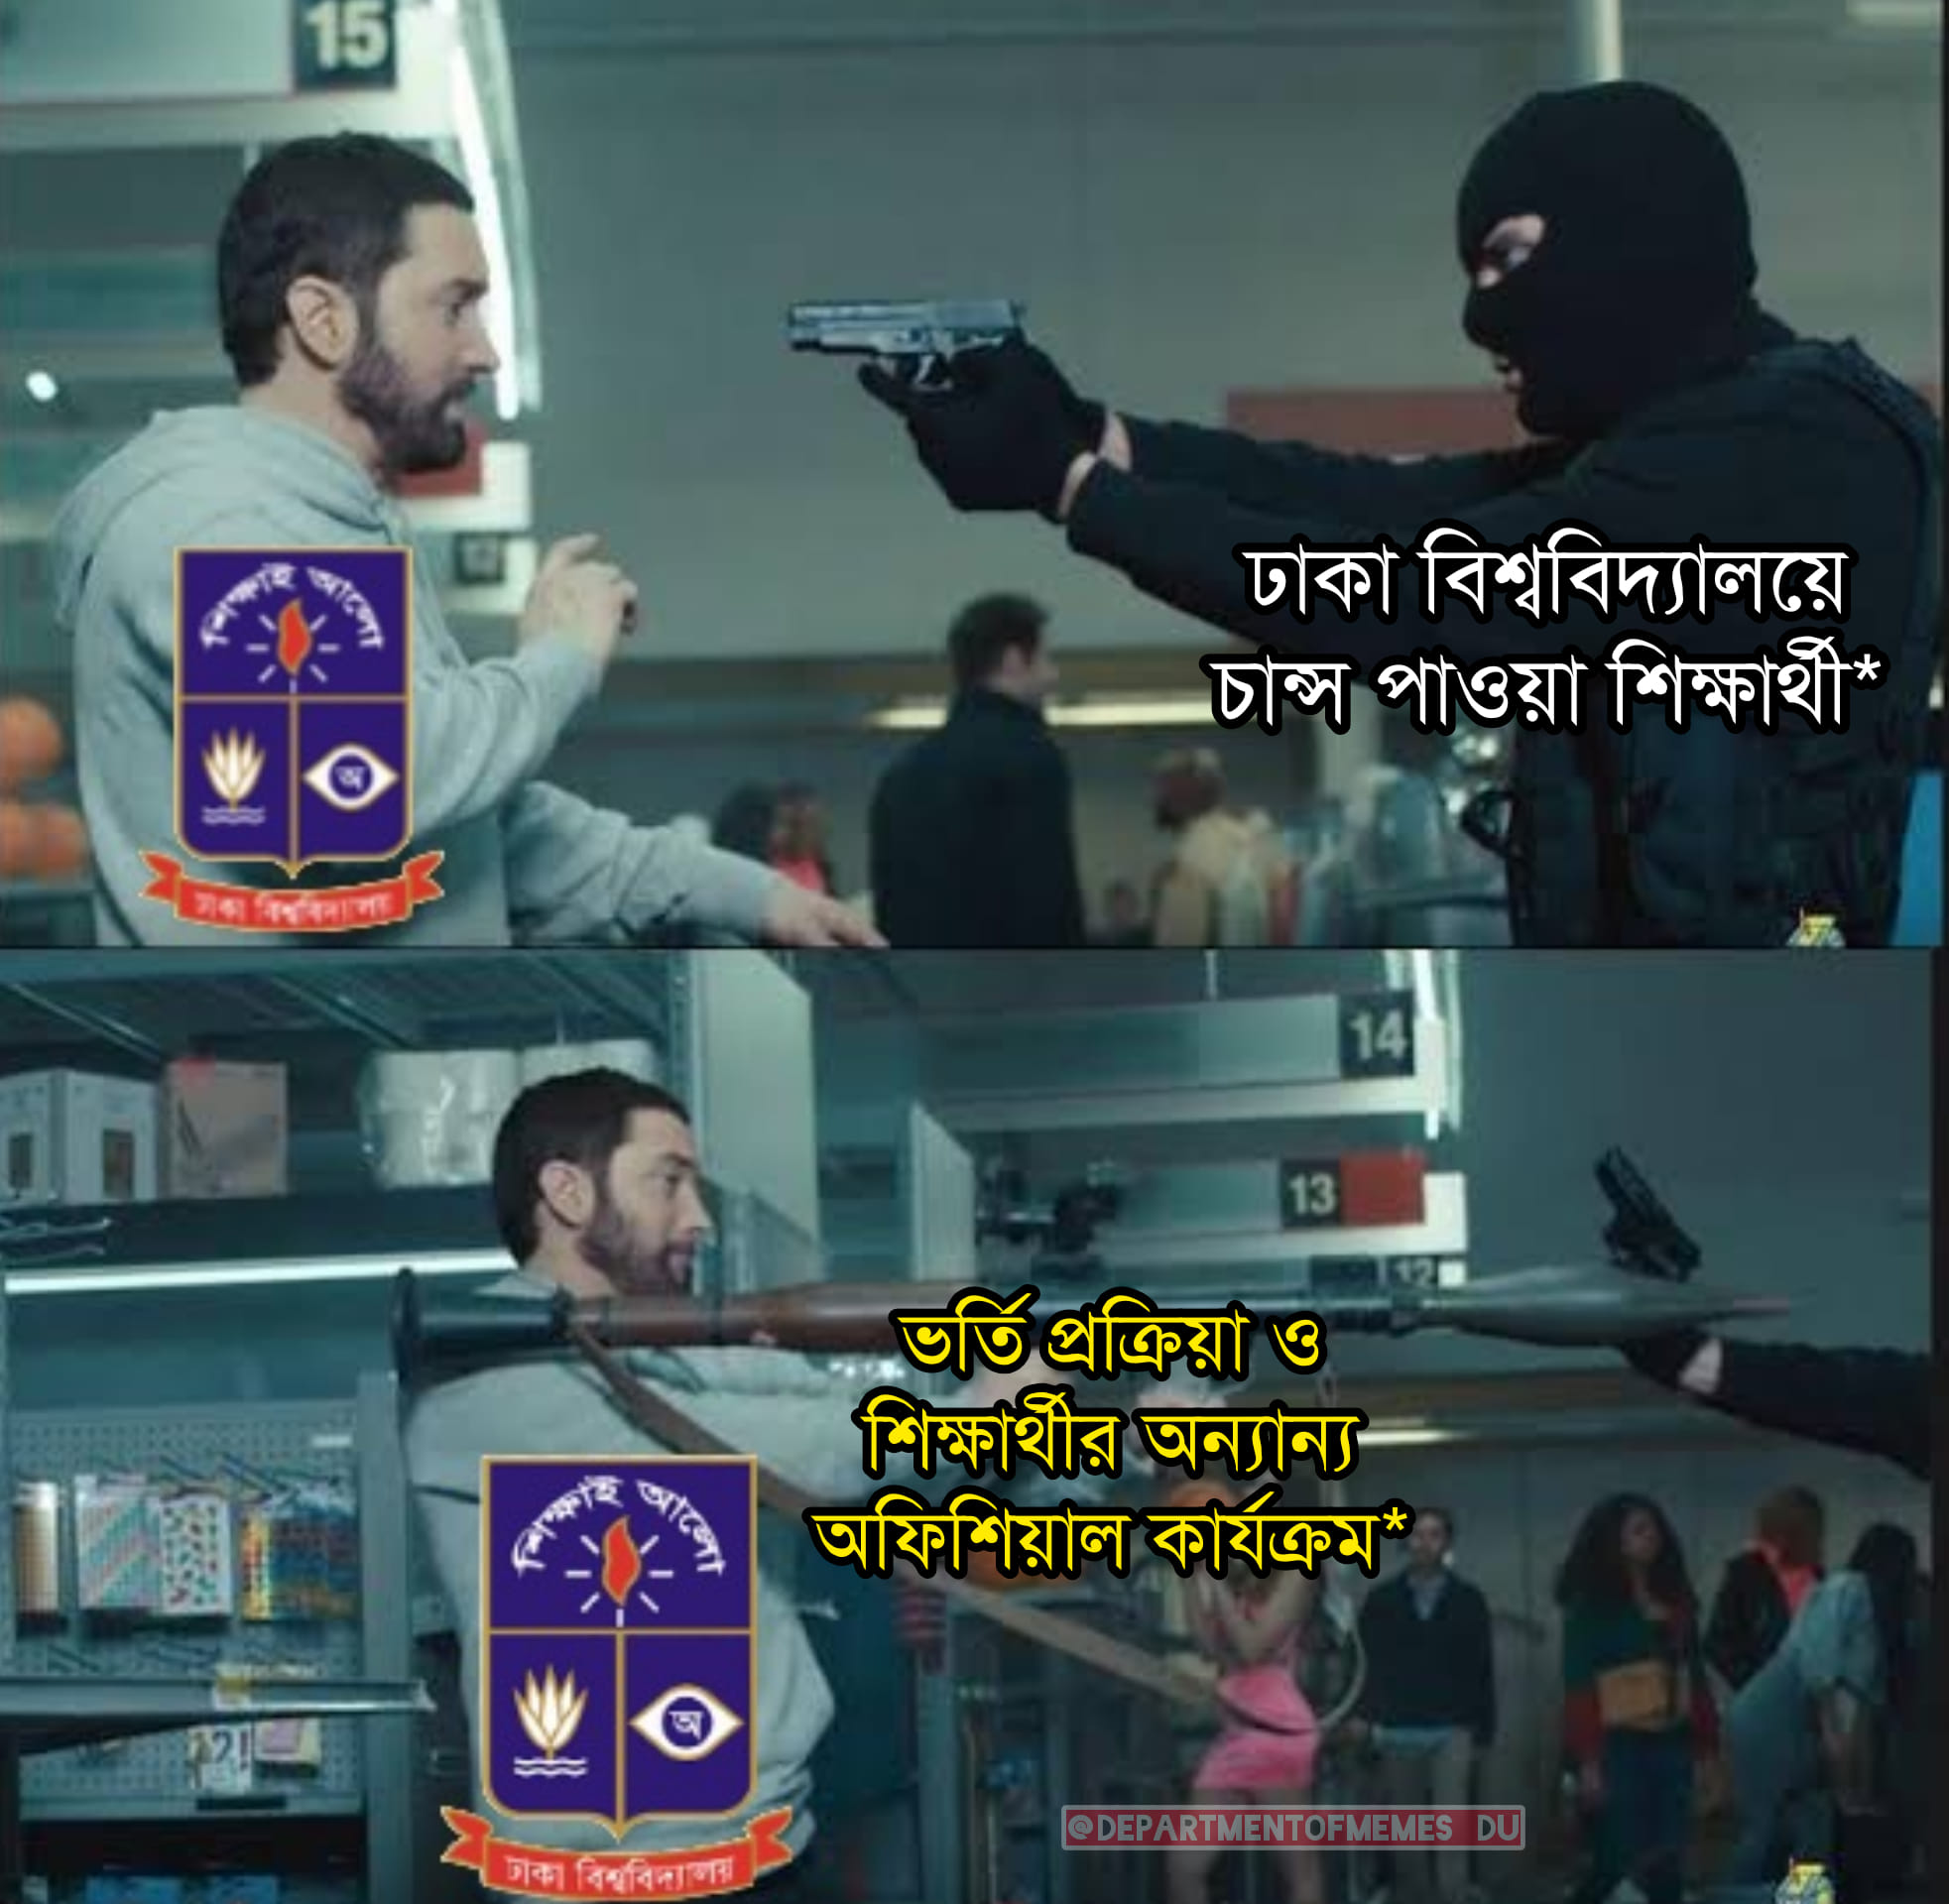 15
ঢাকা বিশ্ববিদ্যালয়ে
চান্স পাওয়া শিক্ষার্থী*
শিক্ষাই আলো
অ
ঢাকা বিশ্ববিদ্যালয়
14
13
12
ভর্তি প্রক্রিয়া ও
শিক্ষার্থীর অন্যান্য
অফিশিয়াল কার্যক্রম*
শিক্ষাই আলো
অ
ঢাকা বিশ্ববিদ্যালয়
@DEPARTMENTOFMEMES_DU